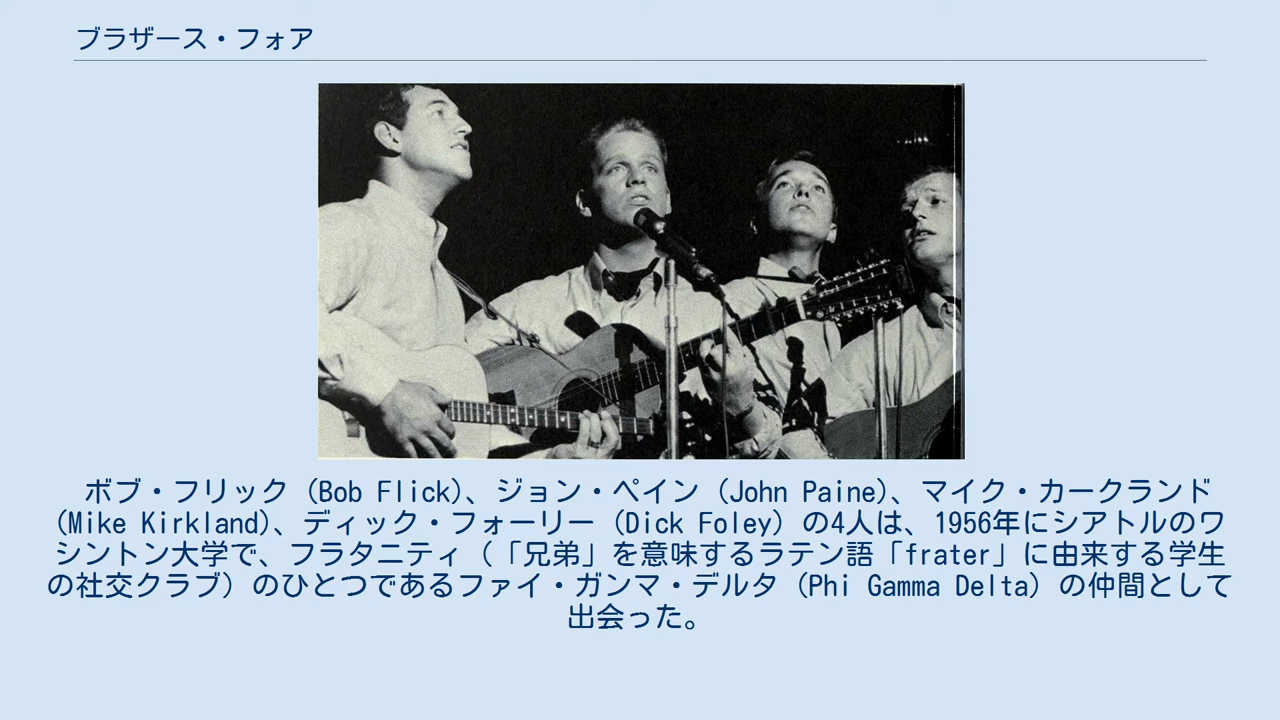 ブラザース・フォア
ボブ・フリック（Bob Flick）、ジョン・ペイン（John Paine）、マイク・カークランド
（Mike Kirkland）、ディック・フォーリー（Dick Foley）の4人は、1956年にシアトルのワ
シントン大学で、フラタニティ（「兄弟」を意味するラテン語「frater」に由来する学生
の社交クラブ）のひとつであるファイ・ガンマ・デルタ（Phi Gamma Delta）の仲間として
出会った。